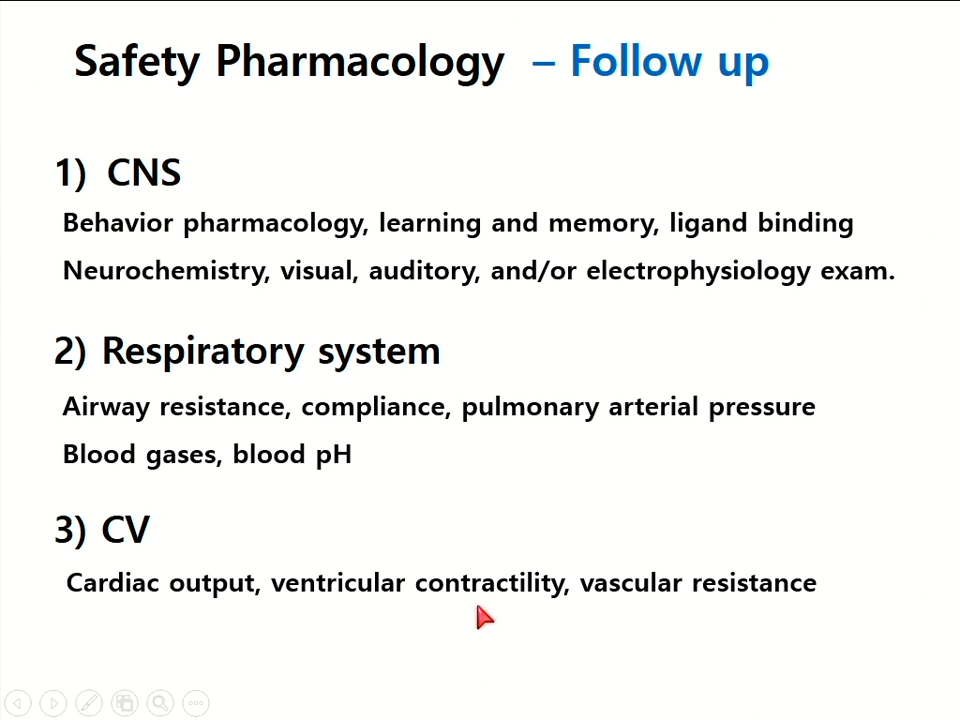 Safety Pharmacology – Follow up
1) CNS
Behavior pharmacology, learning and memory, ligand binding
Neurochemistry, visual, auditory, and/or electrophysiology exam.
2) Respiratory system
Airway resistance, compliance, pulmonary arterial pressure
Blood gases, blood pH
3) CV
Cardiac output, ventricular contractility, vascular resistance